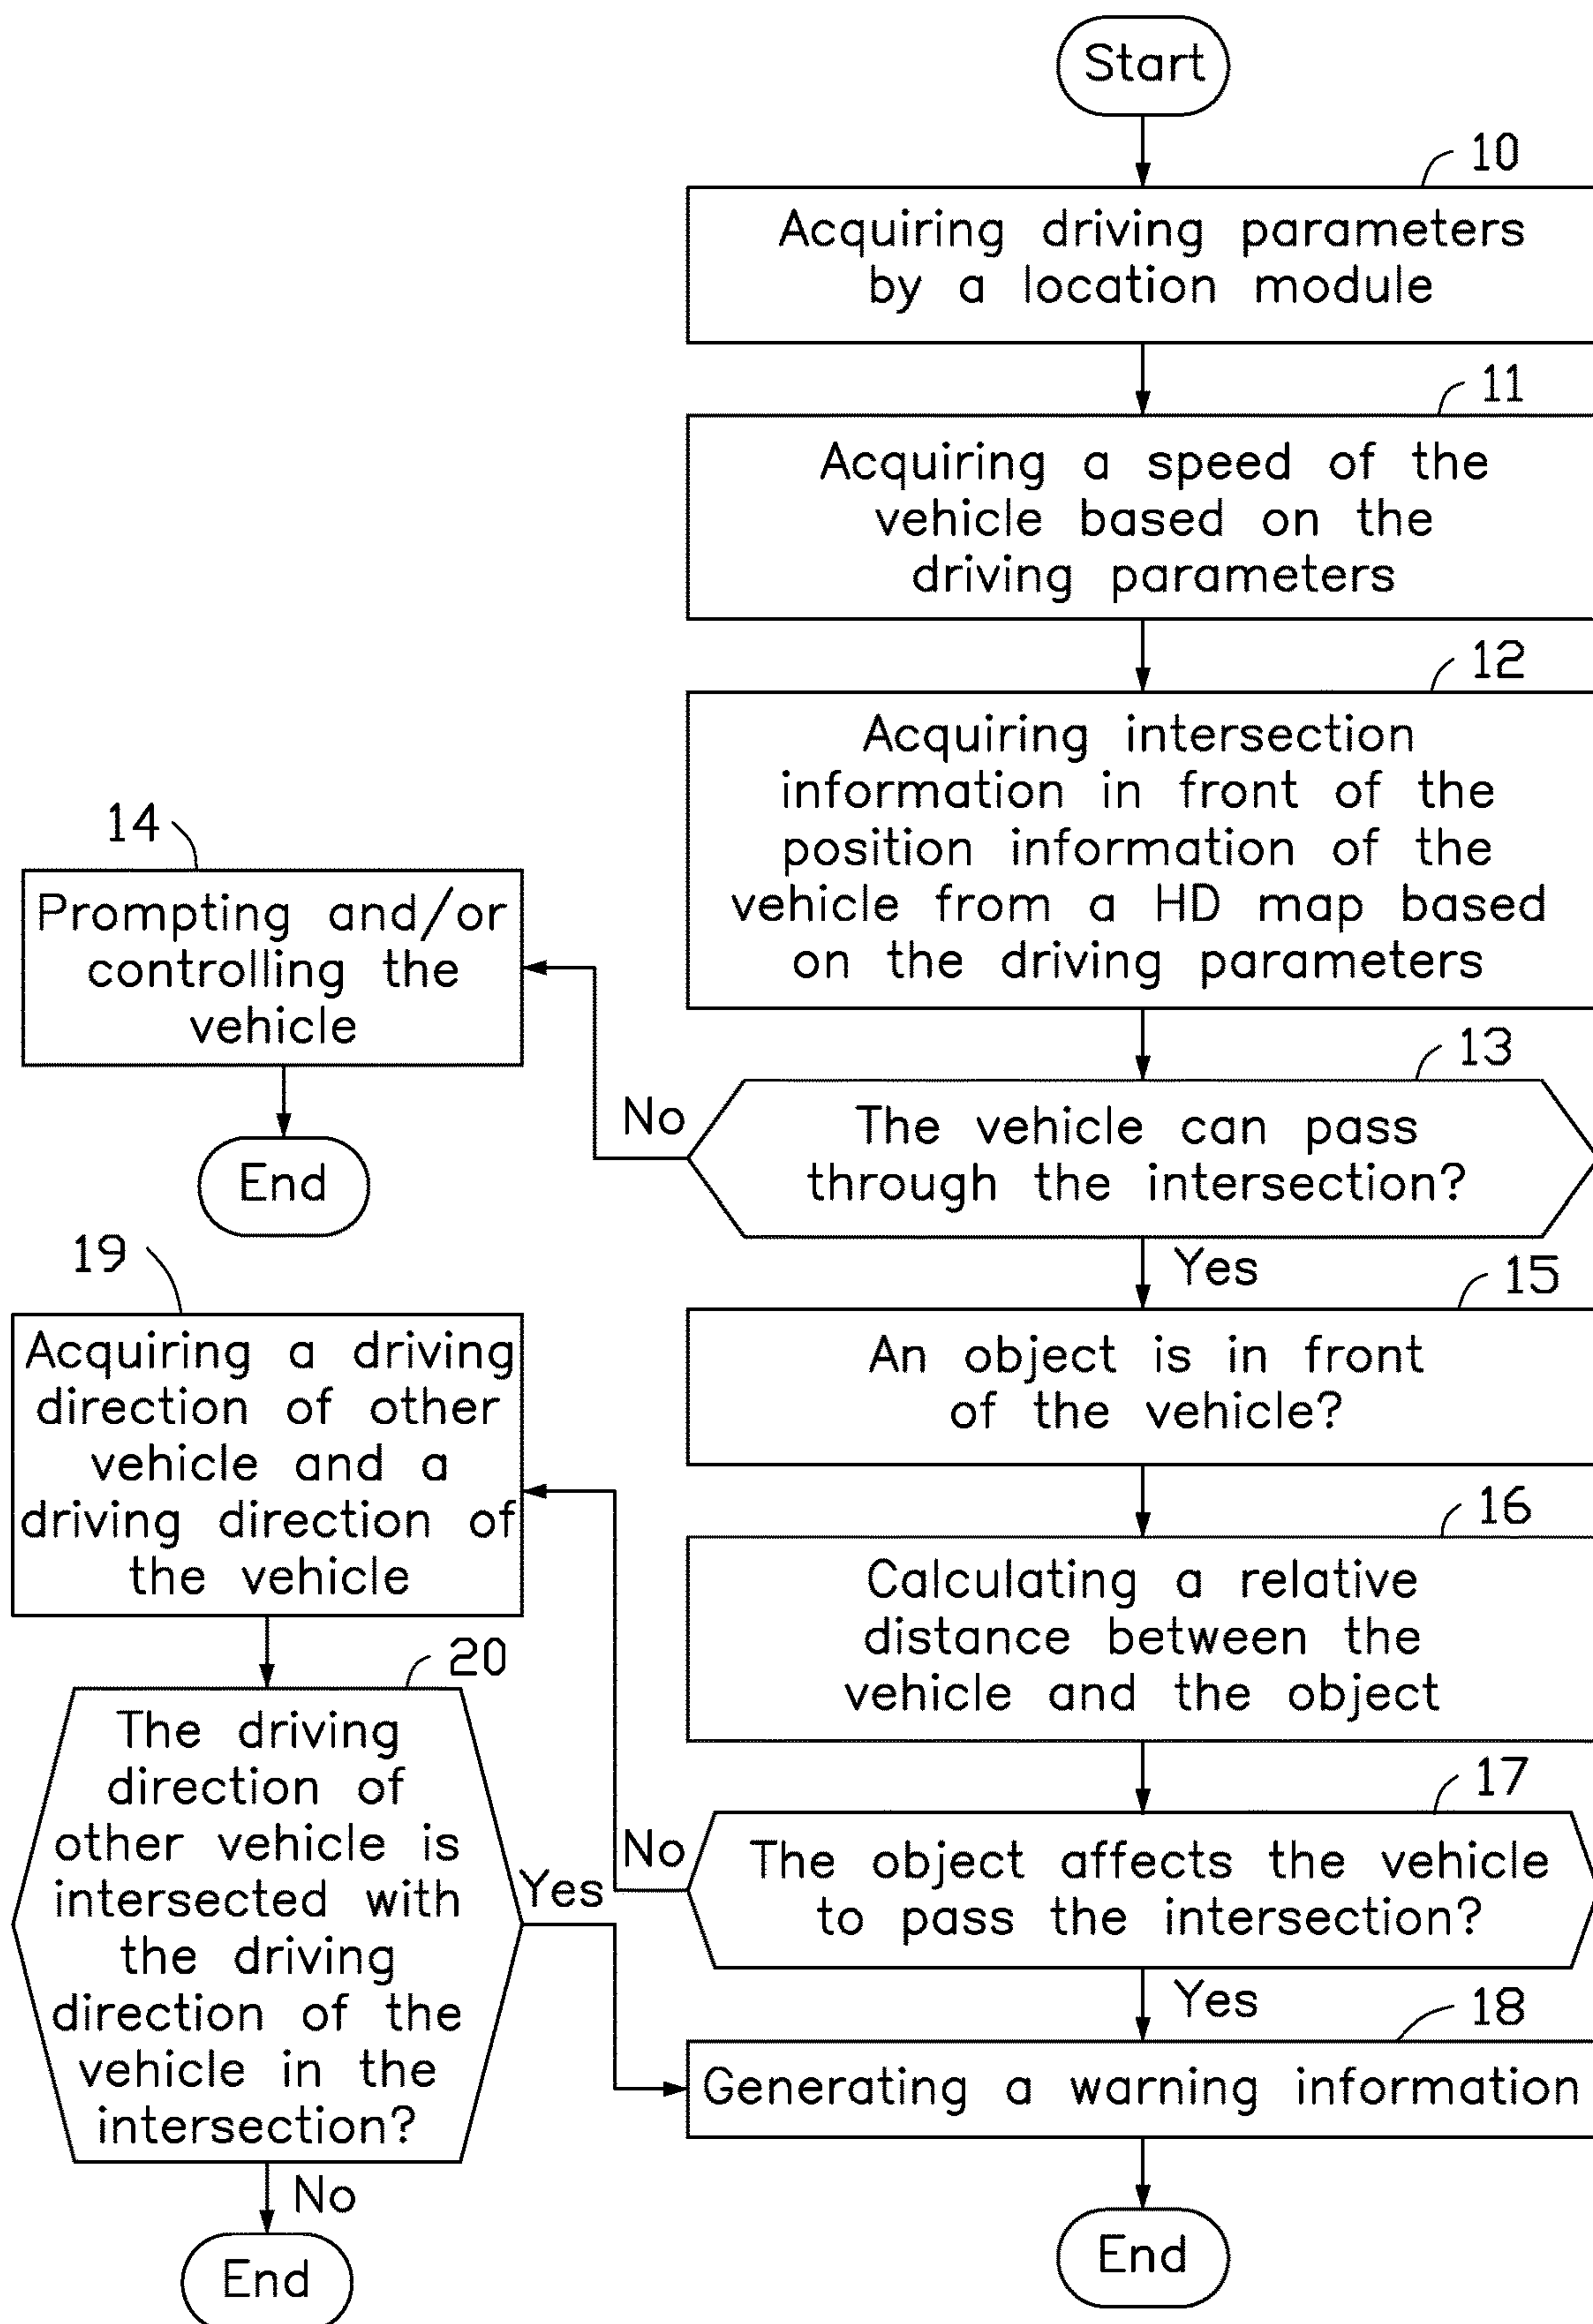 Start
10
Acquiring driving parameters
by a location module
11
Acquiring a speed of the
vehicle based on the
driving parameters
12
Acquiring intersection
information in front of the
position information of the
vehicle from a HD map based
on the driving parameters
13
The vehicle can pass
through the intersection?
No
14
Prompting and/or
controlling the
vehicle
End
Yes
15
An object is in front
of the vehicle?
16
Calculating a relative
distance between the
vehicle and the object
17
The object affects the vehicle
to pass the intersection?
No
19
Acquiring a driving
direction of other
vehicle and a
driving direction of
the vehicle
20
The driving
direction of
other vehicle is
intersected with
the driving
direction of the
vehicle in the
intersection?
Yes
No
End
Yes
18
Generating a warning information
End